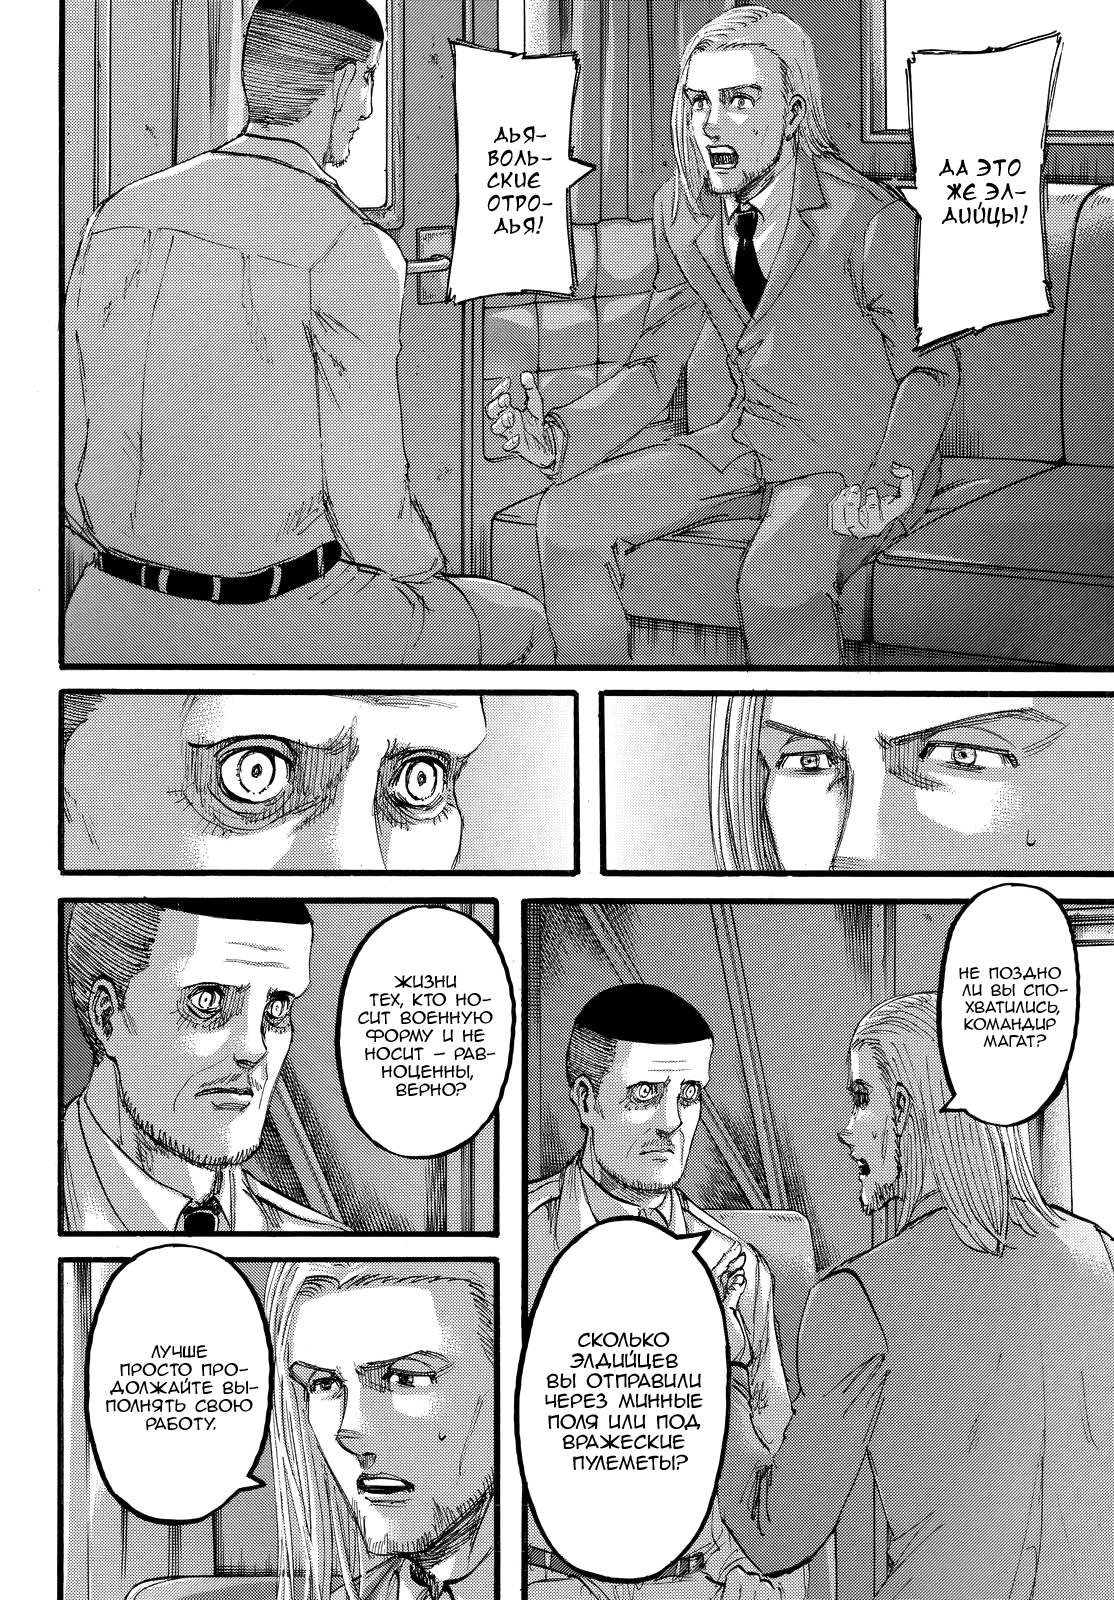 ДА ЭТО
ЖЕ ЭЛ-
ДИЙЦЫ!
ДЬЯ-
ВОЛЬ-
СКИЕ
ОТРО-
ДЬЯ!
НЕ ПОЗДНО
ЛИ ВЫ СПО-
ХВАТИЛИСЬ,
КОМАНДИР
МАГАТ?
СКОЛЬКО
ЭЛДИЙЦЕВ
ВЫ ОТПРАВИЛИ
ЧЕРЕЗ МИННЫЕ
ПОЛЯ ИЛИ ПОД
ВРАЖЕСКИЕ
ПУЛЕМЕТЫ?
ЖИЗНИ
ТЕХ, КТО НО-
СИТ ВОЕННУЮ
ФОРМУ И НЕ
НОСИТ – РАВ-
НОЦЕННЫ,
ВЕРНО?
ЛУЧШЕ
ПРОСТО ПРО-
ДОЛЖАЙТЕ ВЫ-
ПОЛНЯТЬ СВОЮ
РАБОТУ.